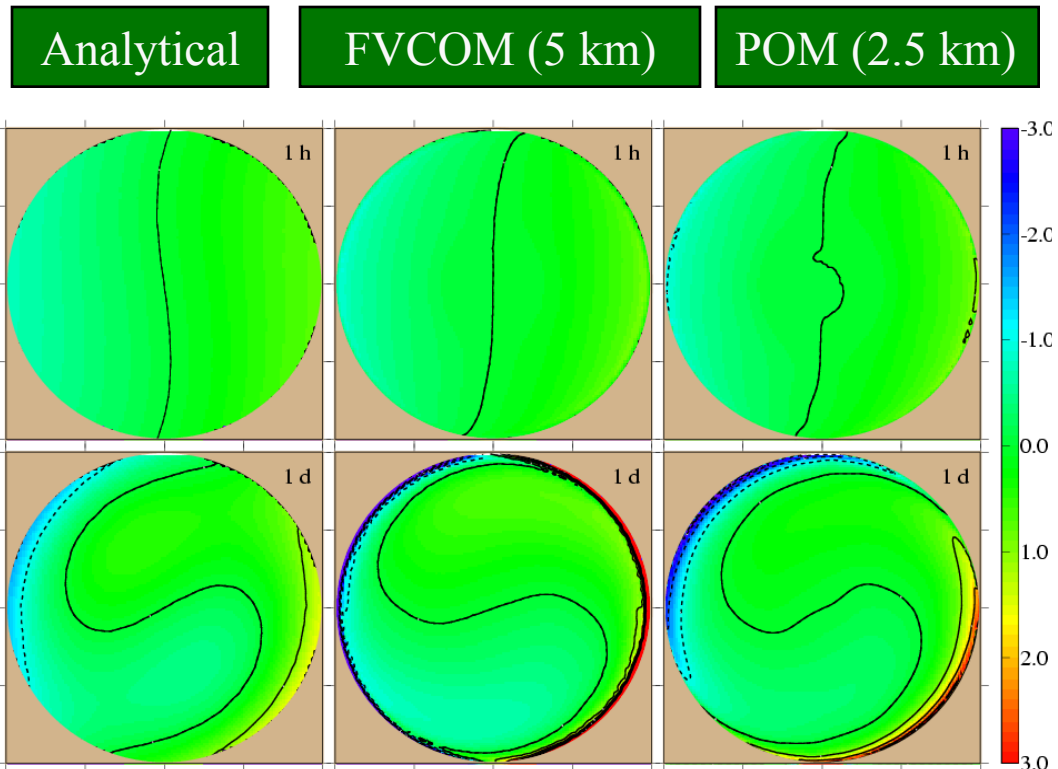 Analytical
FVCOM (5 km)
POM (2.5 km)
1 h
1 h
1 h
1 d
1 d
1 d
-3.0
-2.0
-1.0
0.0
1.0
2.0
3.0